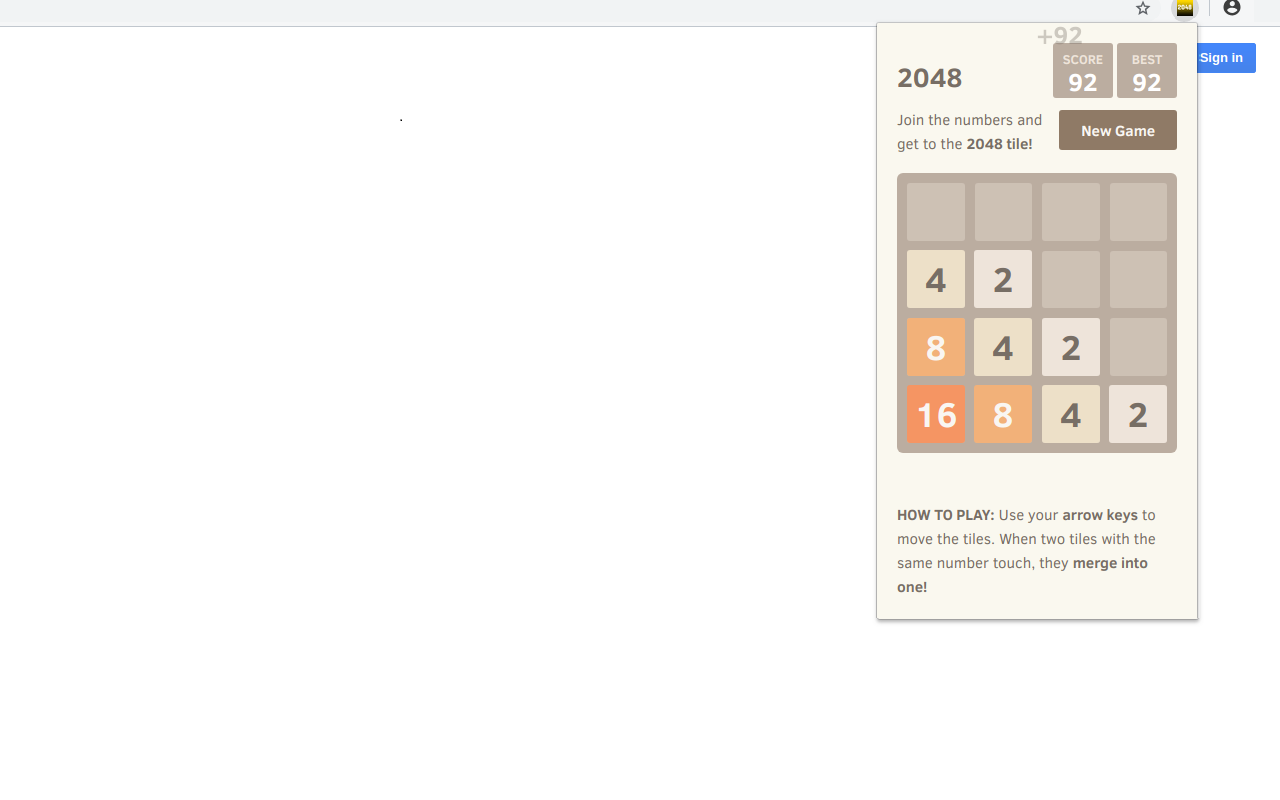 2048
+92
Sign in
SCORE
BEST
2048
92
92
Join the numbers and
get to the 2048 tile!
New Game
4 2
8 4 2
16 8 4 2
HOW TO PLAY: Use your arrow keys to
move the tiles. When two tiles with the
same number touch, they merge into
one!